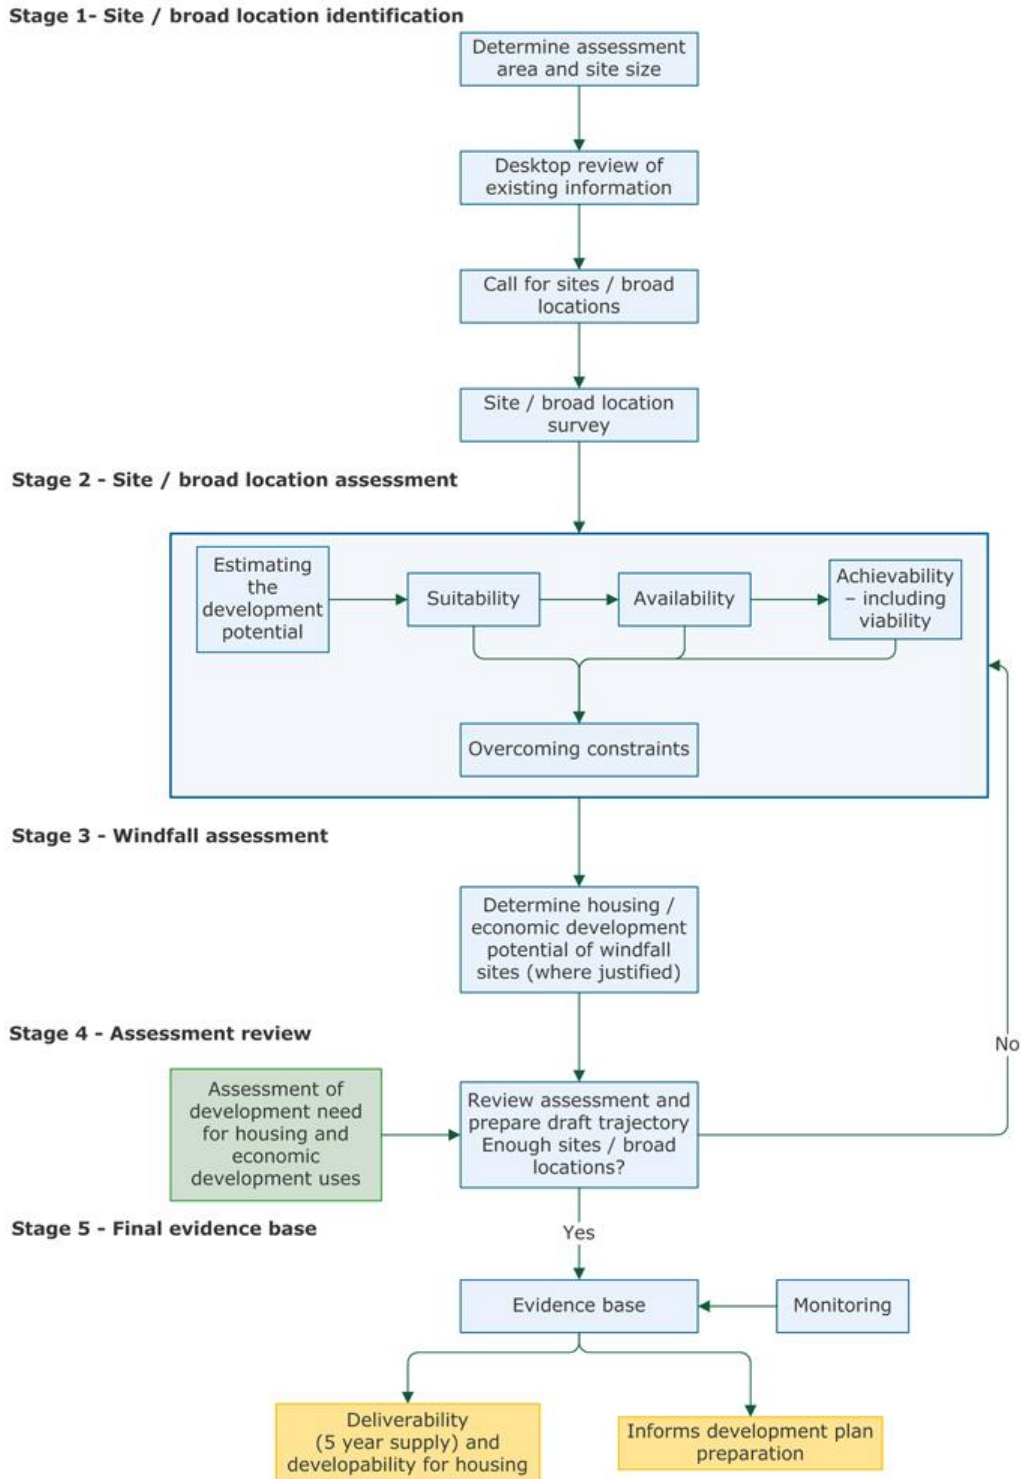 Stage 1- Site / broad location identification
Determine assessment
area and site size
Desktop review of
existing information
Call for sites / broad
locations
Site / broad location
survey
Stage 2 - Site / broad location assessment
Estimating
the
development
potential
Suitability
Availability
Achievability
– including
viability
Overcoming constraints
Stage 3 - Windfall assessment
Determine housing /
economic development
potential of windfall
sites (where justified)
Stage 4 - Assessment review
No
Assessment of
development need
for housing and
economic
development uses
Review assessment and
prepare draft trajectory
Enough sites / broad
locations?
Stage 5 - Final evidence base
Yes
Evidence base
Monitoring
Deliverability
(5 year supply) and
developability for housing
Informs development plan
preparation